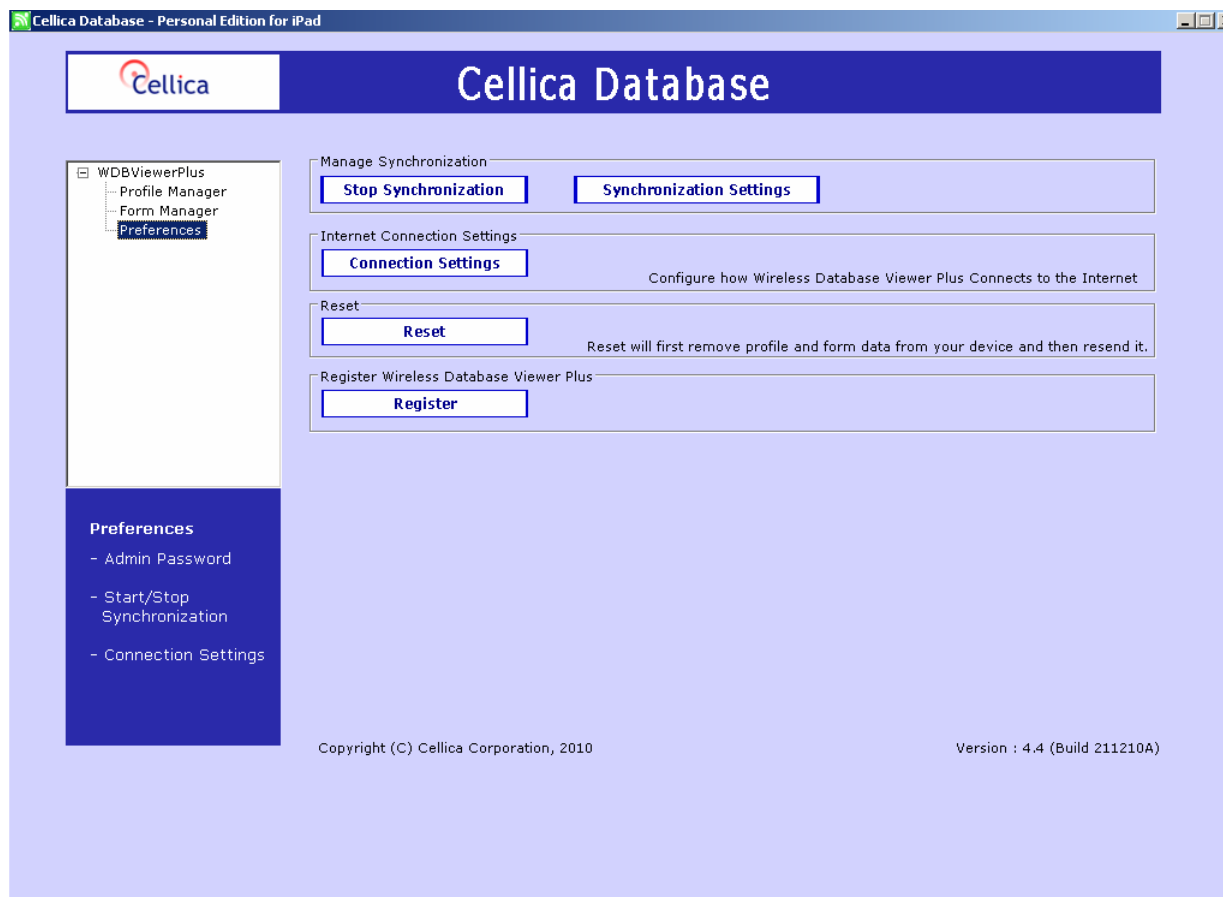 Cellica Database - Personal Edition for iPad
Cellica
Cellica Database
WDBViewerPlus
Profile Manager
Form Manager
Preferences
Manage Synchronization
Stop Synchronization
Synchronization Settings
Internet Connection Settings
Connection Settings
Configure how Wireless Database Viewer Plus Connects to the Internet
Reset
Reset
Reset will first remove profile and form data from your device and then resend it.
Register Wireless Database Viewer Plus
Register
Preferences
- Admin Password
- Start/Stop
Synchronization
- Connection Settings
Copyright (C) Cellica Corporation, 2010
Version : 4.4 (Build 211210A)